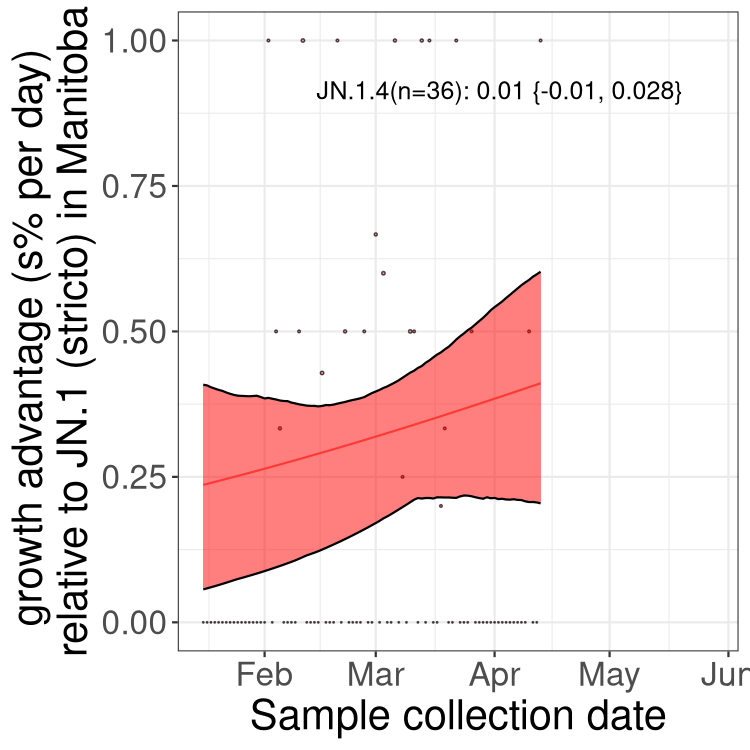 growth advantage (s% per day)
relative to JN.1 (stricto) in Manitoba
1.00
0.75
0.50
0.25
0.00
JN.1.4(n=36): 0.01 {-0.01, 0.028}
Feb Mar Apr May Jun
Sample collection date